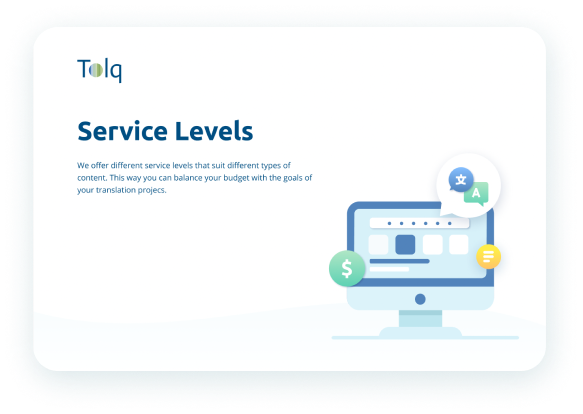 Tolq
Service Levels
We offer different service levels that suit different types of
content. This way you can balance your budget with the goals of
your translation projecs.
文
A
$